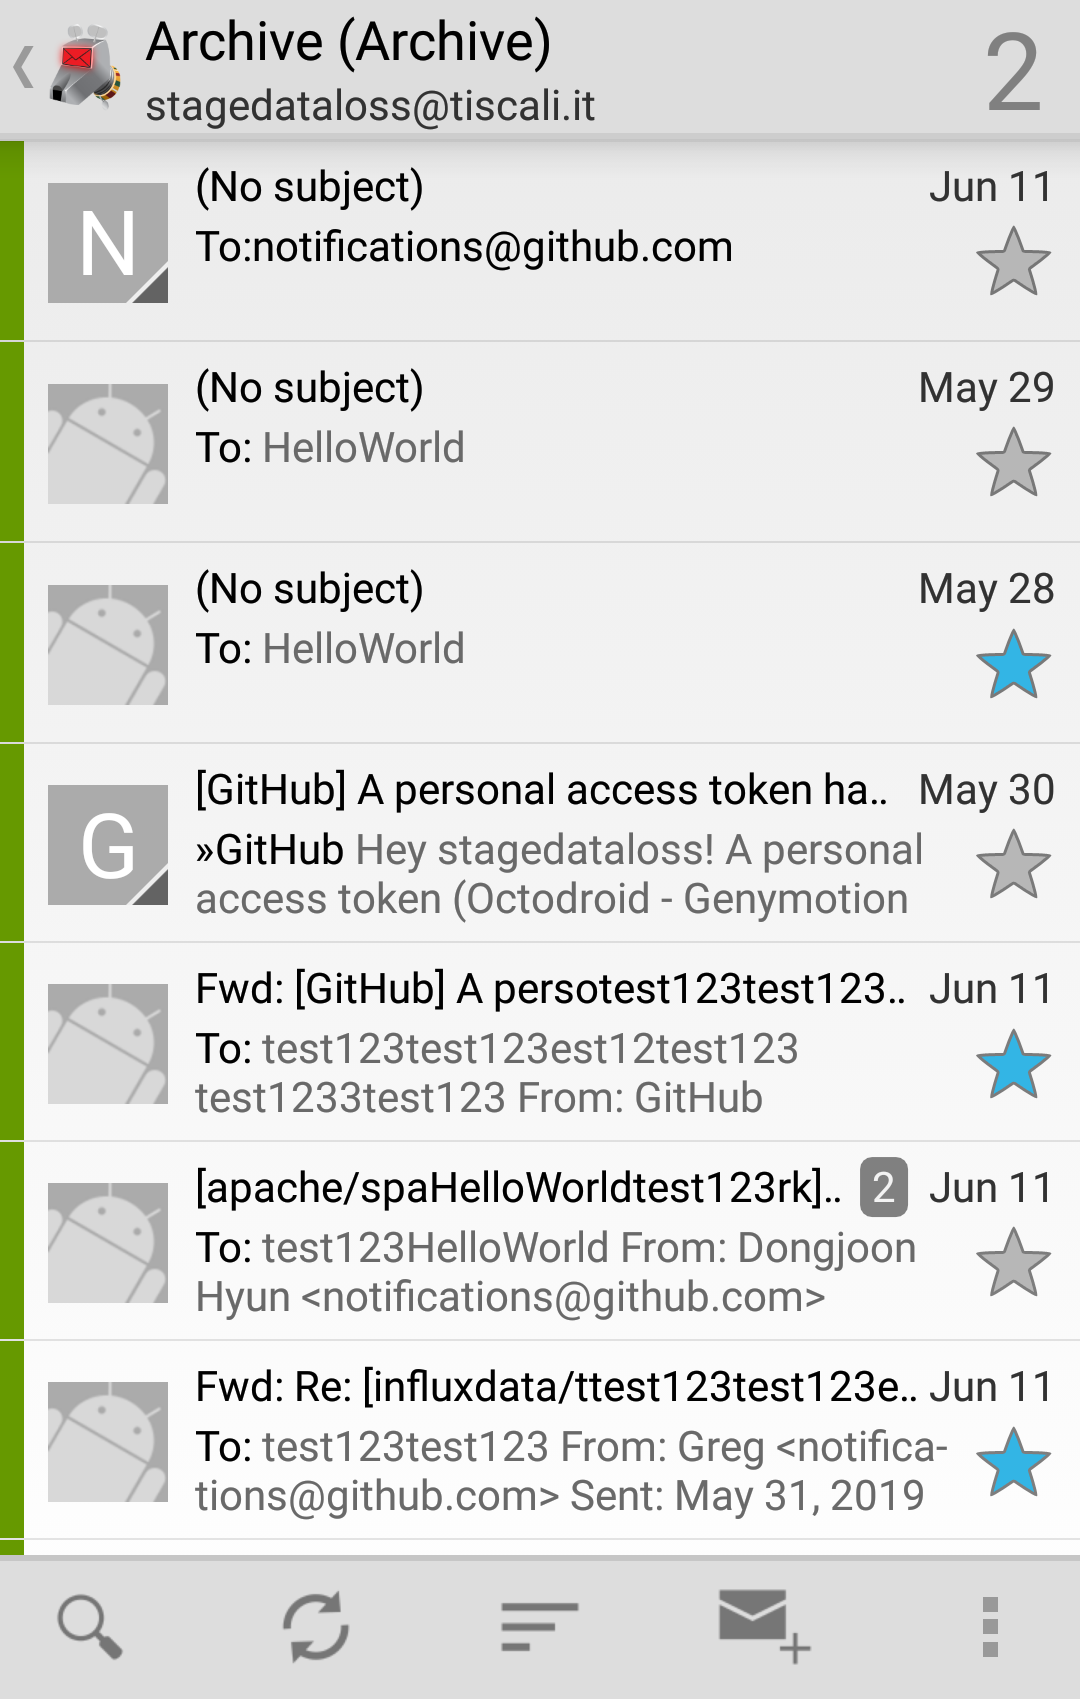 Archive (Archive)
stagedataloss@tiscali.it
2
(No subject)
Jun 11
N
To:notifications@github.com
(No subject)
May 29
To: HelloWorld
(No subject)
May 28
To: HelloWorld
[GitHub] A personal access token ha..
May 30
G
»GitHub Hey stagedataloss! A personal
access token (Octodroid - Genymotion
Fwd: [GitHub] A persotest123test123..
Jun 11
To: test123test123est12test123
test1233test123 From: GitHub
[apache/spaHelloWorldtest123rk]..
2
Jun 11
To: test123HelloWorld From: Dongjoon
Hyun <notifications@github.com>
Fwd: Re: [influxdata/ttest123test123e..
Jun 11
To: test123test123 From: Greg <notifica-
tions@github.com> Sent: May 31, 2019